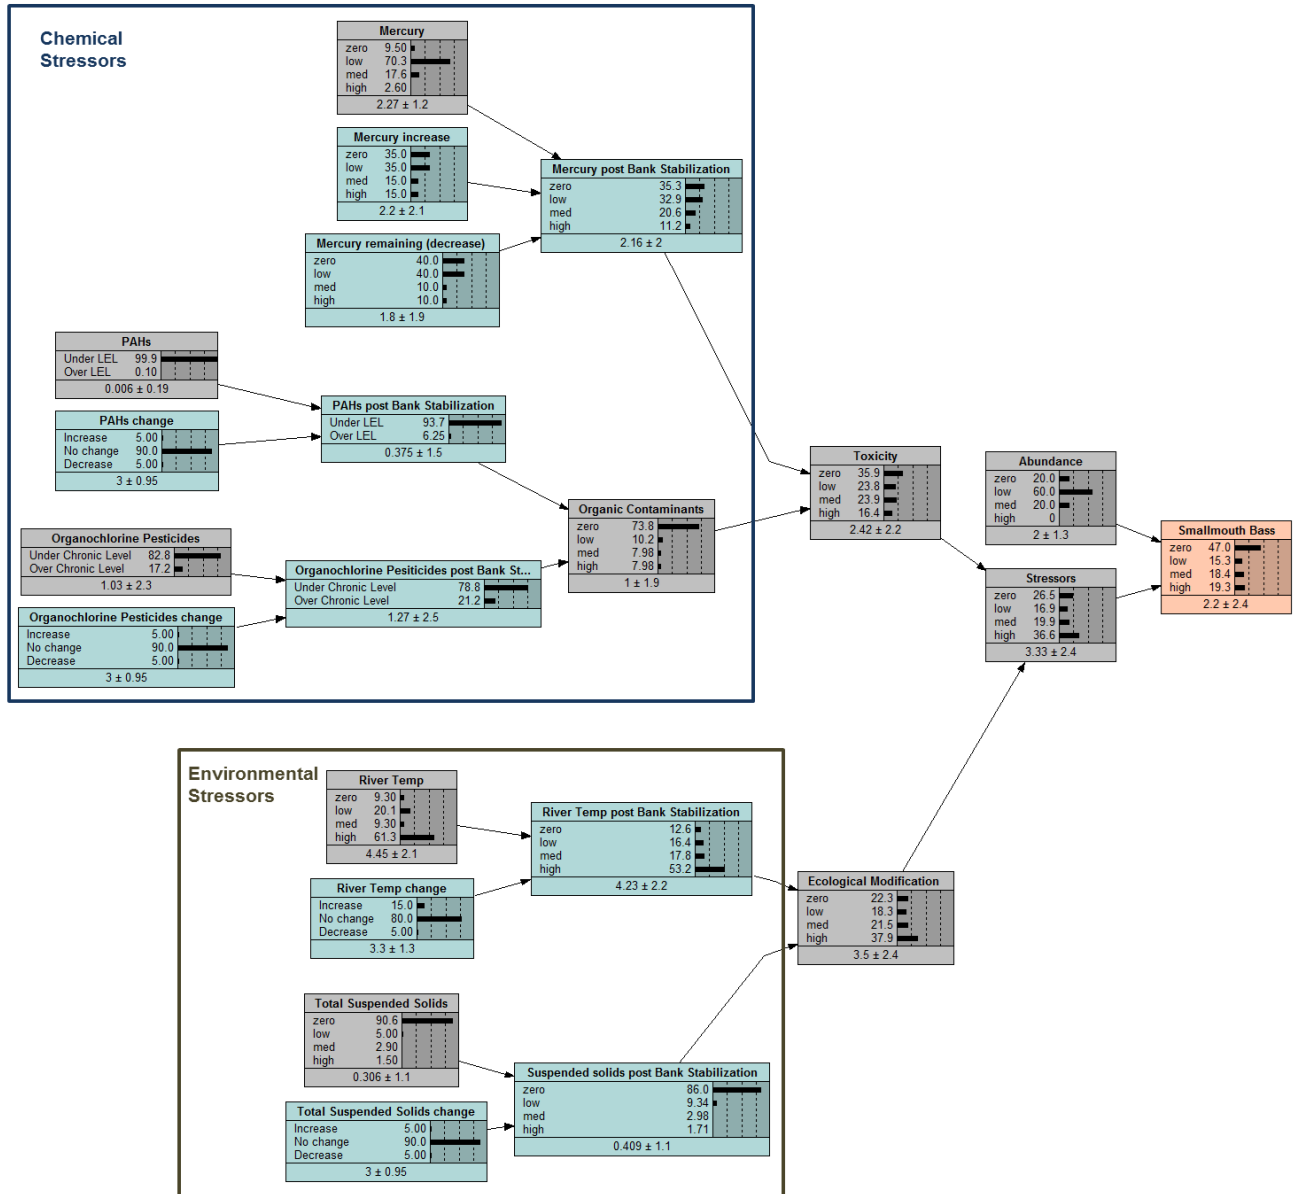 Chemical
Stressors
Mercury
zero 9.50
low 70.3
med 17.6
high 2.60
2.27 ± 1.2
Mercury increase
zero 35.0
low 35.0
med 15.0
high 15.0
2.2 ± 2.1
Mercury post Bank Stabilization
zero 35.3
low 32.9
med 20.6
high 11.2
2.16 ± 2
Mercury remaining (decrease)
zero 40.0
low 40.0
med 10.0
high 10.0
1.8 ± 1.9
PAHs
Under LEL 99.9
Over LEL 0.10
0.006 ± 0.19
PAHs change
Increase 5.00
No change 90.0
Decrease 5.00
3 ± 0.95
PAHs post Bank Stabilization
Under LEL 93.7
Over LEL 6.25
0.375 ± 1.5
Organochlorine Pesticides
Under Chronic Level 82.8
Over Chronic Level 17.2
1.03 ± 2.3
Organochlorine Pesticides change
Increase 5.00
No change 90.0
Decrease 5.00
3 ± 0.95
Organochlorine Pesiticides post Bank St...
Under Chronic Level 78.8
Over Chronic Level 21.2
1.27 ± 2.5
Organic Contaminants
zero 73.8
low 10.2
med 7.98
high 7.98
1 ± 1.9
Toxicity
zero 35.9
low 23.8
med 23.9
high 16.4
2.42 ± 2.2
Abundance
zero 20.0
low 60.0
med 20.0
high 0
2 ± 1.3
Smallmouth Bass
zero 47.0
low 15.3
med 18.4
high 19.3
2.2 ± 2.4
Stressors
zero 26.5
low 16.9
med 19.9
high 36.6
3.33 ± 2.4
Environmental
Stressors
River Temp
zero 9.30
low 20.1
med 9.30
high 61.3
4.45 ± 2.1
River Temp change
Increase 15.0
No change 80.0
Decrease 5.00
3.3 ± 1.3
River Temp post Bank Stabilization
zero 12.6
low 16.4
med 17.8
high 53.2
4.23 ± 2.2
Ecological Modification
zero 22.3
low 18.3
med 21.5
high 37.9
3.5 ± 2.4
Total Suspended Solids
zero 90.6
low 5.00
med 2.90
high 1.50
0.306 ± 1.1
Total Suspended Solids change
Increase 5.00
No change 90.0
Decrease 5.00
3 ± 0.95
Suspended solids post Bank Stabilization
zero 86.0
low 9.34
med 2.98
high 1.71
0.409 ± 1.1